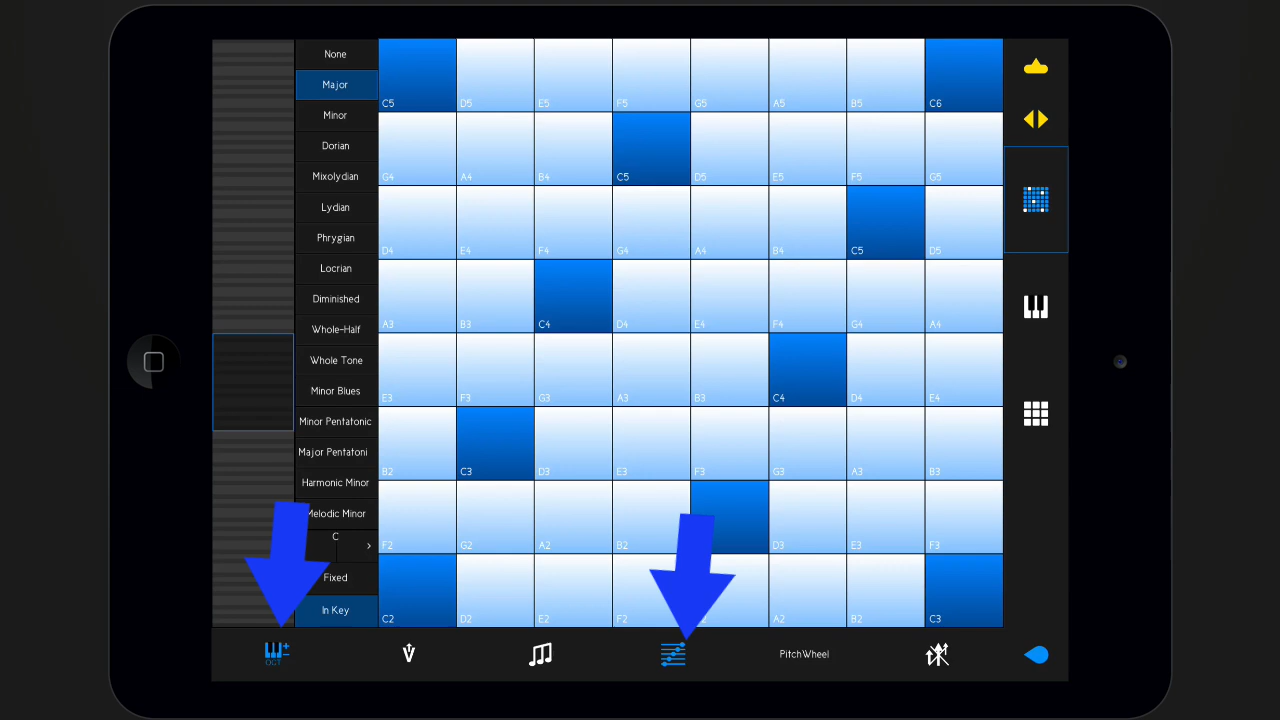 None
Major
Minor
Dorian
Mixolydian
Lydian
Phrygian
Locrian
Diminished
Whole-Half
Whole Tone
Minor Blues
Minor Pentatonic
Major Pentatoni
Harmonic Minor
Melodic Minor
C
Fixed
In Key
C5 D5 E5 F5 G5 A5 B5 C6
G4 A4 B4 C5 D5 E5 F5 G5
D4 E4 F4 G4 A4 B4 C5 D5
A3 B3 C4 D4 E4 F4 G4 A4
E3 F3 G3 A3 B3 C4 D4 E4
B2 C3 D3 E3 F3 G3 A3 B3
F2 G2 A2 B2 D3 E3 F3
C2 D2 E2 F2 A2 B2 C3
OCT
PitchWheel